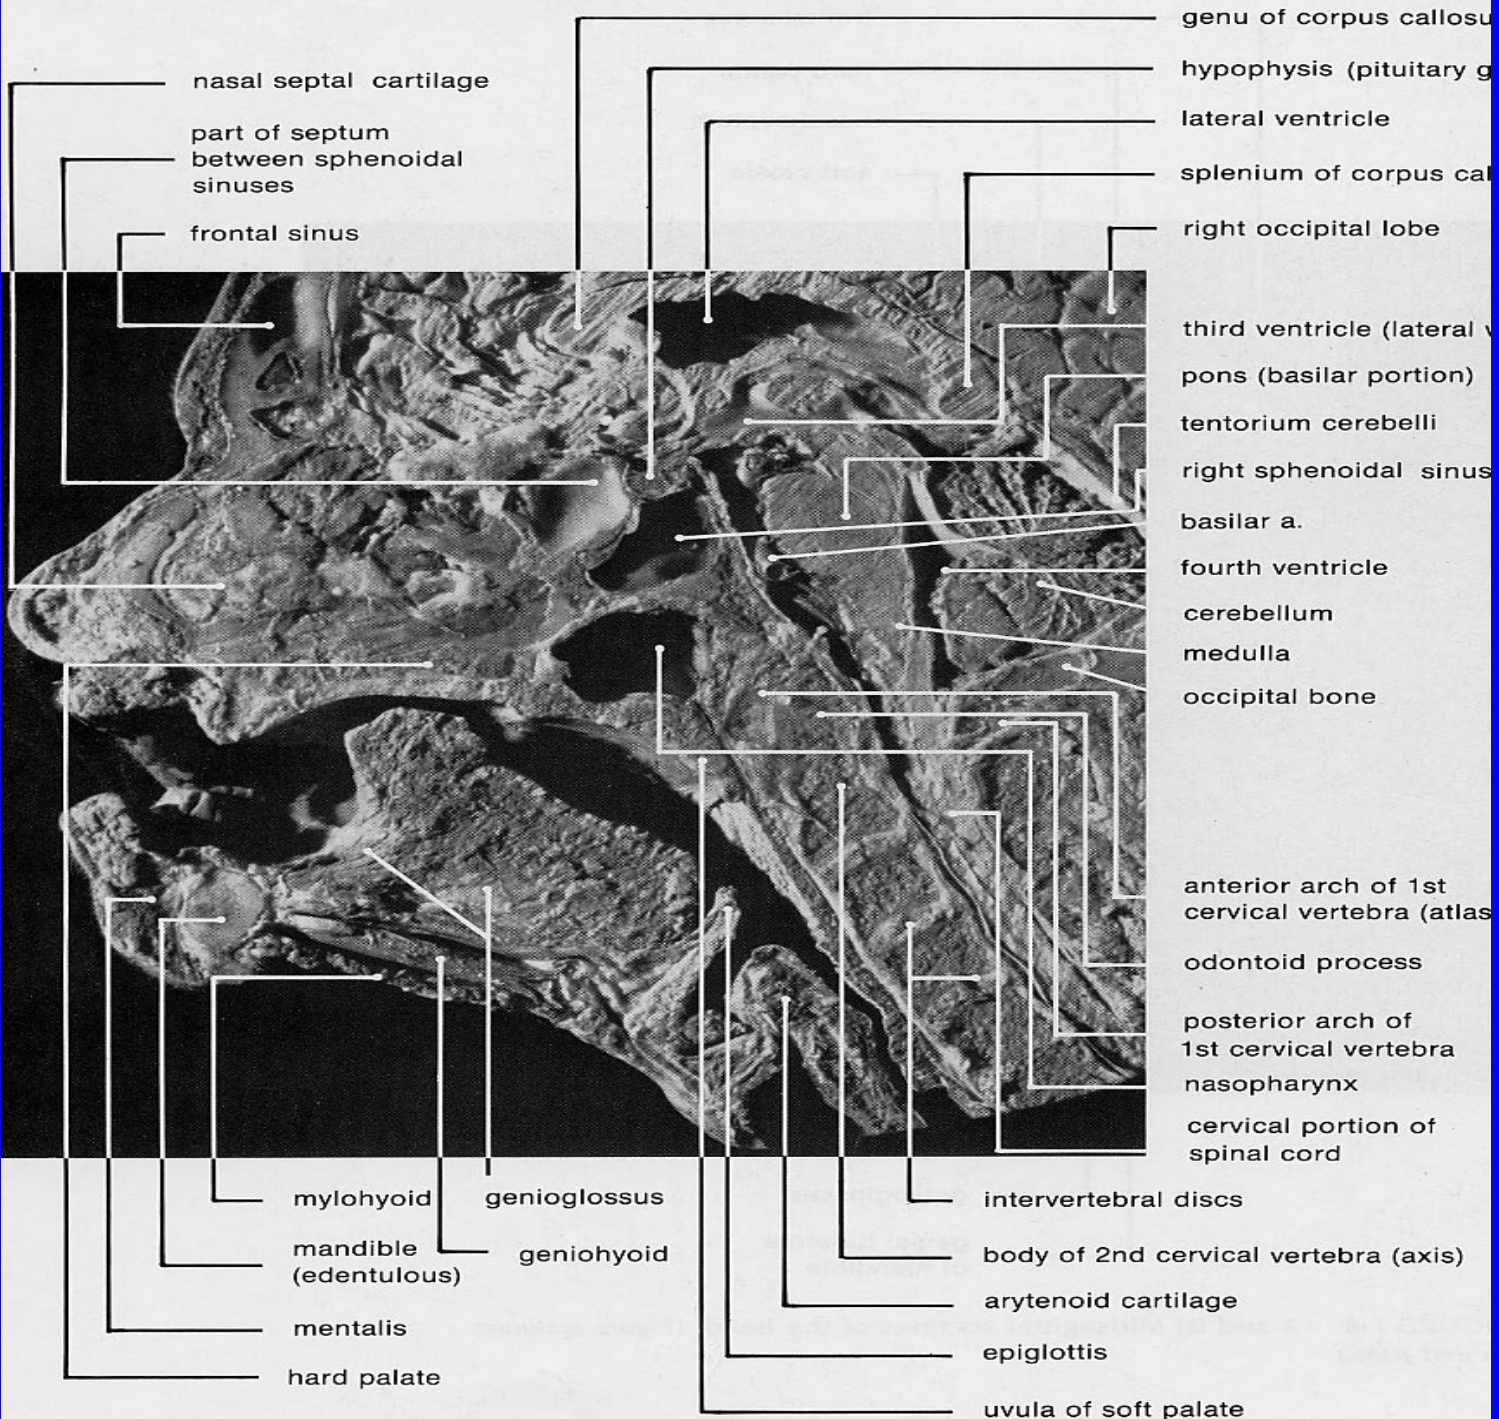 genu of corpus callosu
nasal septal cartilage
hypophysis (pituitary g
part of septum
between sphenoidal
sinuses
lateral ventricle
splenium of corpus cal
frontal sinus
right occipital lobe
third ventricle (lateral
pons (basilar portion)
tentorium cerebelli
right sphenoidal sinus
basilar a.
fourth ventricle
cerebellum
medulla
occipital bone
anterior arch of 1st
cervical vertebra (atlas
odontoid process
posterior arch of
1st cervical vertebra
nasopharynx
cervical portion of
spinal cord
mylohyoid
genioglossus
intervertebral discs
mandible
(edentulous)
geniohyoid
body of 2nd cervical vertebra (axis)
arytenoid cartilage
mentalis
epiglottis
hard palate
uvula of soft palate